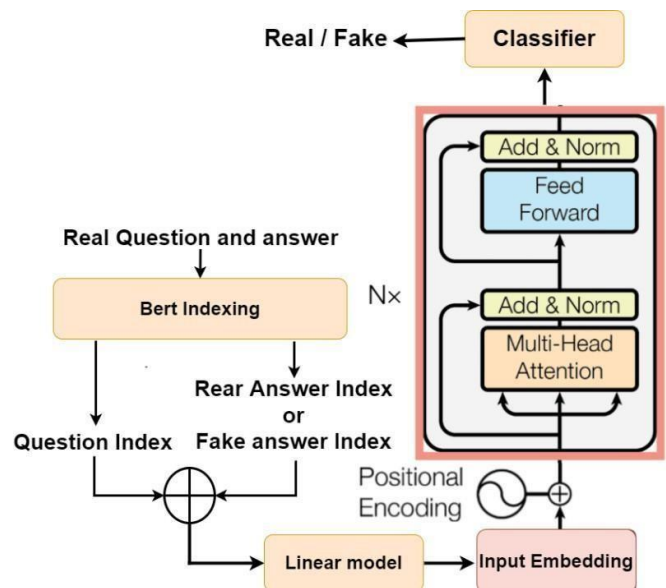 Real / Fake
Classifier
Add & Norm
Feed
Forward
Real Question and answer
Bert Indexing
N×
Add & Norm
Multi-Head
Attention
Rear Answer Index
or
Question Index
Fake answer Index
Positional
Encoding
Linear model
Input Embedding